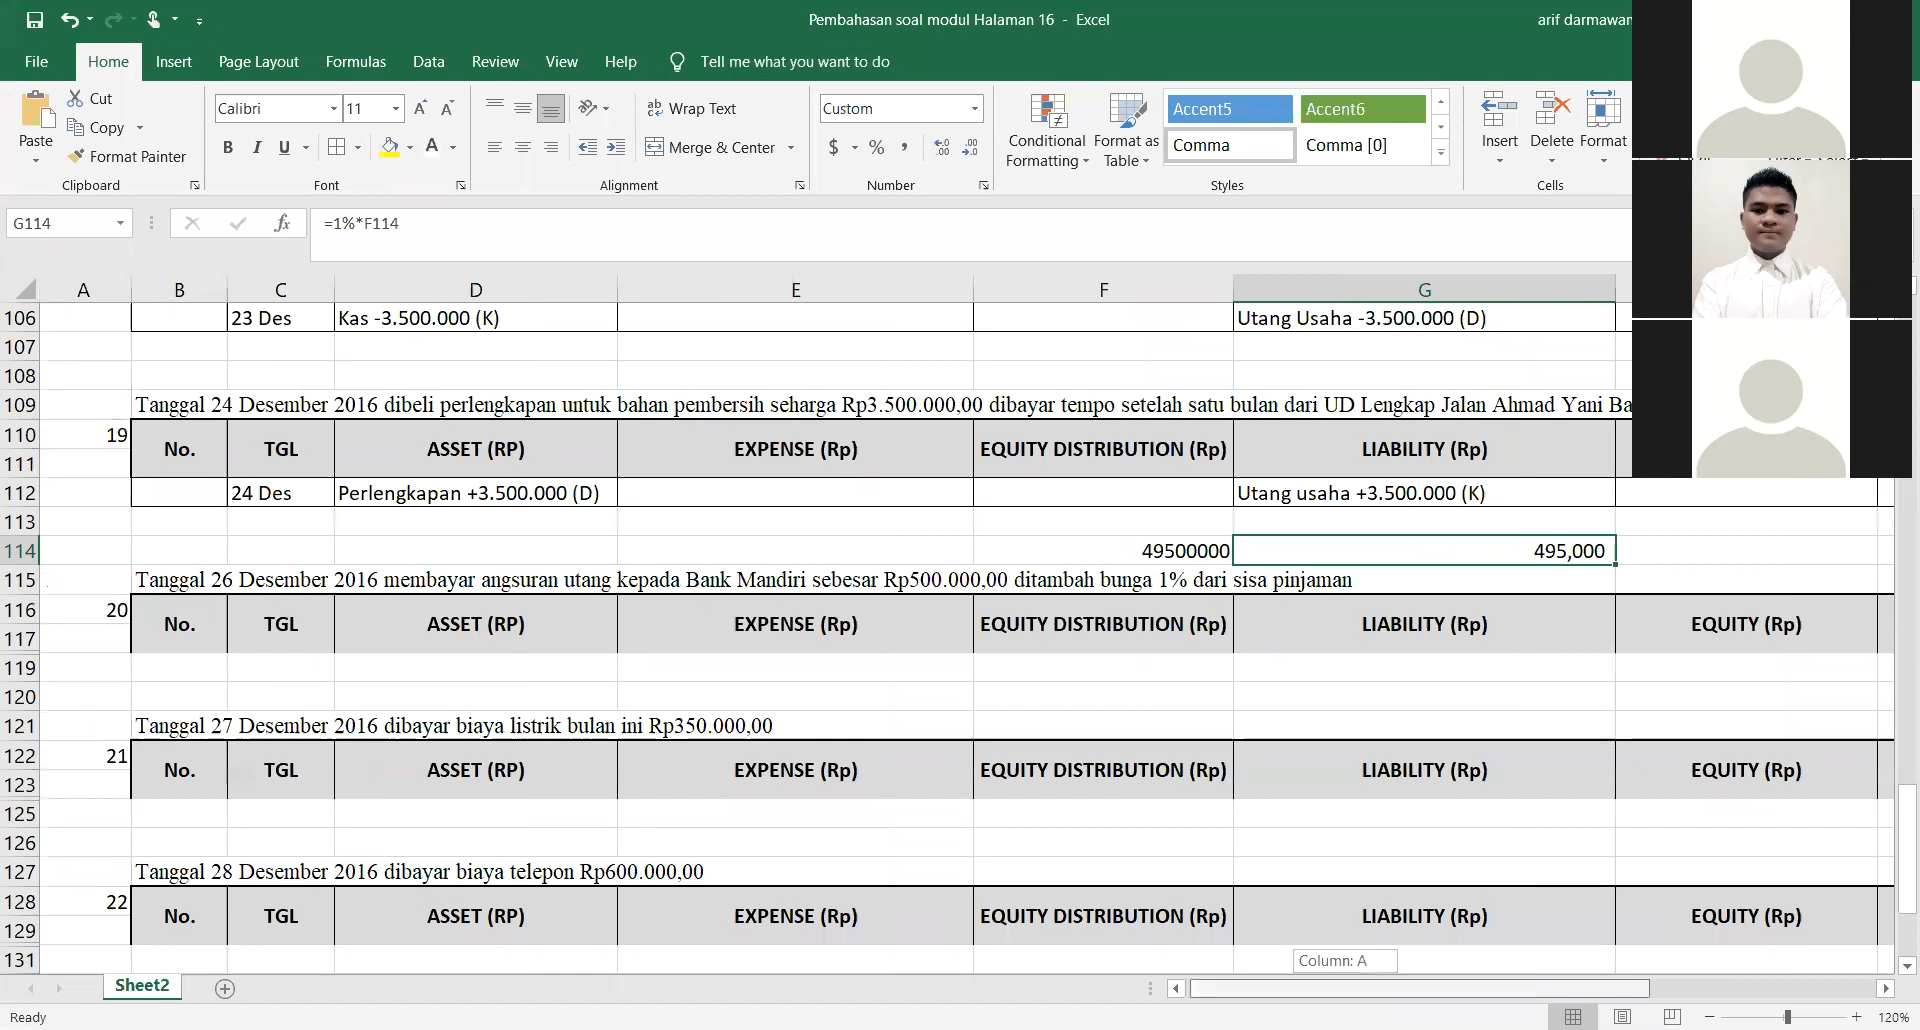 Pembahasan soal modul Halaman 16 - Excel
arif darmawan
File Home Insert Page Layout Formulas Data Review View Help Tell me what you want to do
Paste
Cut
Copy
Format Painter
Clipboard
Calibri 11
B I U
Font
Wrap Text
Merge & Center
Alignment
Custom
$ % ,
Number
Conditional Formatting
Format as Table
Accent5 Accent6
Comma Comma [0]
Styles
Insert Delete Format
Cells
G114 fx =1%*F114
A B C D E F G
106 23 Des Kas -3.500.000 (K) Utang Usaha -3.500.000 (D)
107
108
109 Tanggal 24 Desember 2016 dibeli perlengkapan untuk bahan pembersih seharga Rp3.500.000,00 dibayar tempo setelah satu bulan dari UD Lengkap Jalan Ahmad Yani Ba
110 19 No. TGL ASSET (RP) EXPENSE (Rp) EQUITY DISTRIBUTION (Rp) LIABILITY (Rp)
111
112 24 Des Perlengkapan +3.500.000 (D) Utang usaha +3.500.000 (K)
113
114 49500000 495,000
115 Tanggal 26 Desember 2016 membayar angsuran utang kepada Bank Mandiri sebesar Rp500.000,00 ditambah bunga 1% dari sisa pinjaman
116 20 No. TGL ASSET (RP) EXPENSE (Rp) EQUITY DISTRIBUTION (Rp) LIABILITY (Rp) EQUITY (Rp)
117
119
120
121 Tanggal 27 Desember 2016 dibayar biaya listrik bulan ini Rp350.000,00
122 21 No. TGL ASSET (RP) EXPENSE (Rp) EQUITY DISTRIBUTION (Rp) LIABILITY (Rp) EQUITY (Rp)
123
125
126
127 Tanggal 28 Desember 2016 dibayar biaya telepon Rp600.000,00
128 22 No. TGL ASSET (RP) EXPENSE (Rp) EQUITY DISTRIBUTION (Rp) LIABILITY (Rp) EQUITY (Rp)
129
131
Column: A
Sheet2
Ready
120%